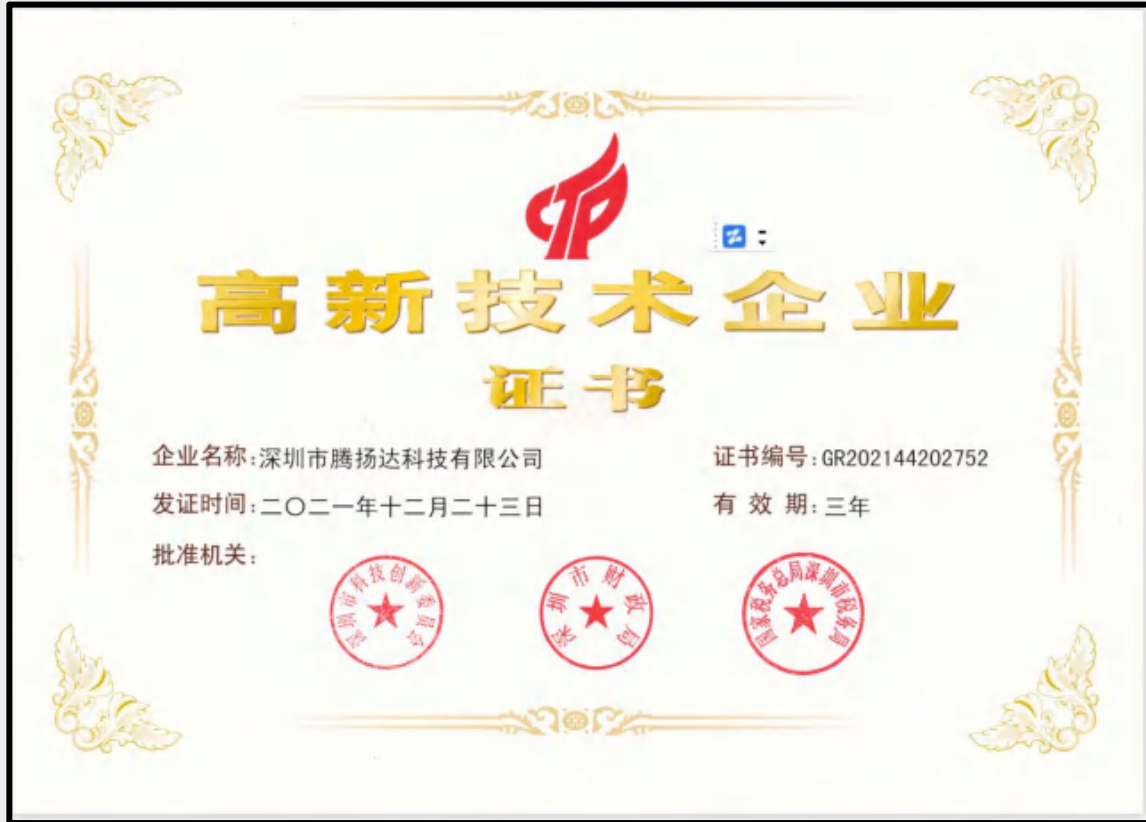 高新技术企业
证书
企业名称:深圳市腾扬达科技有限公司
证书编号:GR202144202752
发证时间:二〇二一年十二月二十三日
有 效 期:三年
批准机关:
深圳市科技创新委员会
深圳市财政局
国家税务总局深圳市税务局